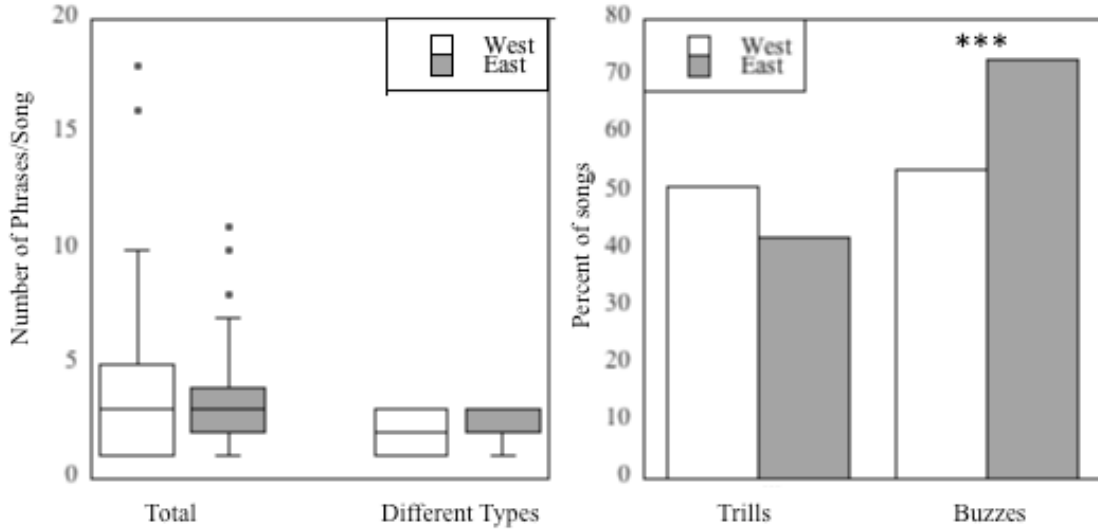 Number of Phrases/Song
20
15
10
5
0
West
East
Total
Different Types
Percent of songs
80
70
60
50
40
30
20
10
0
West
East
***
Trills
Buzzes